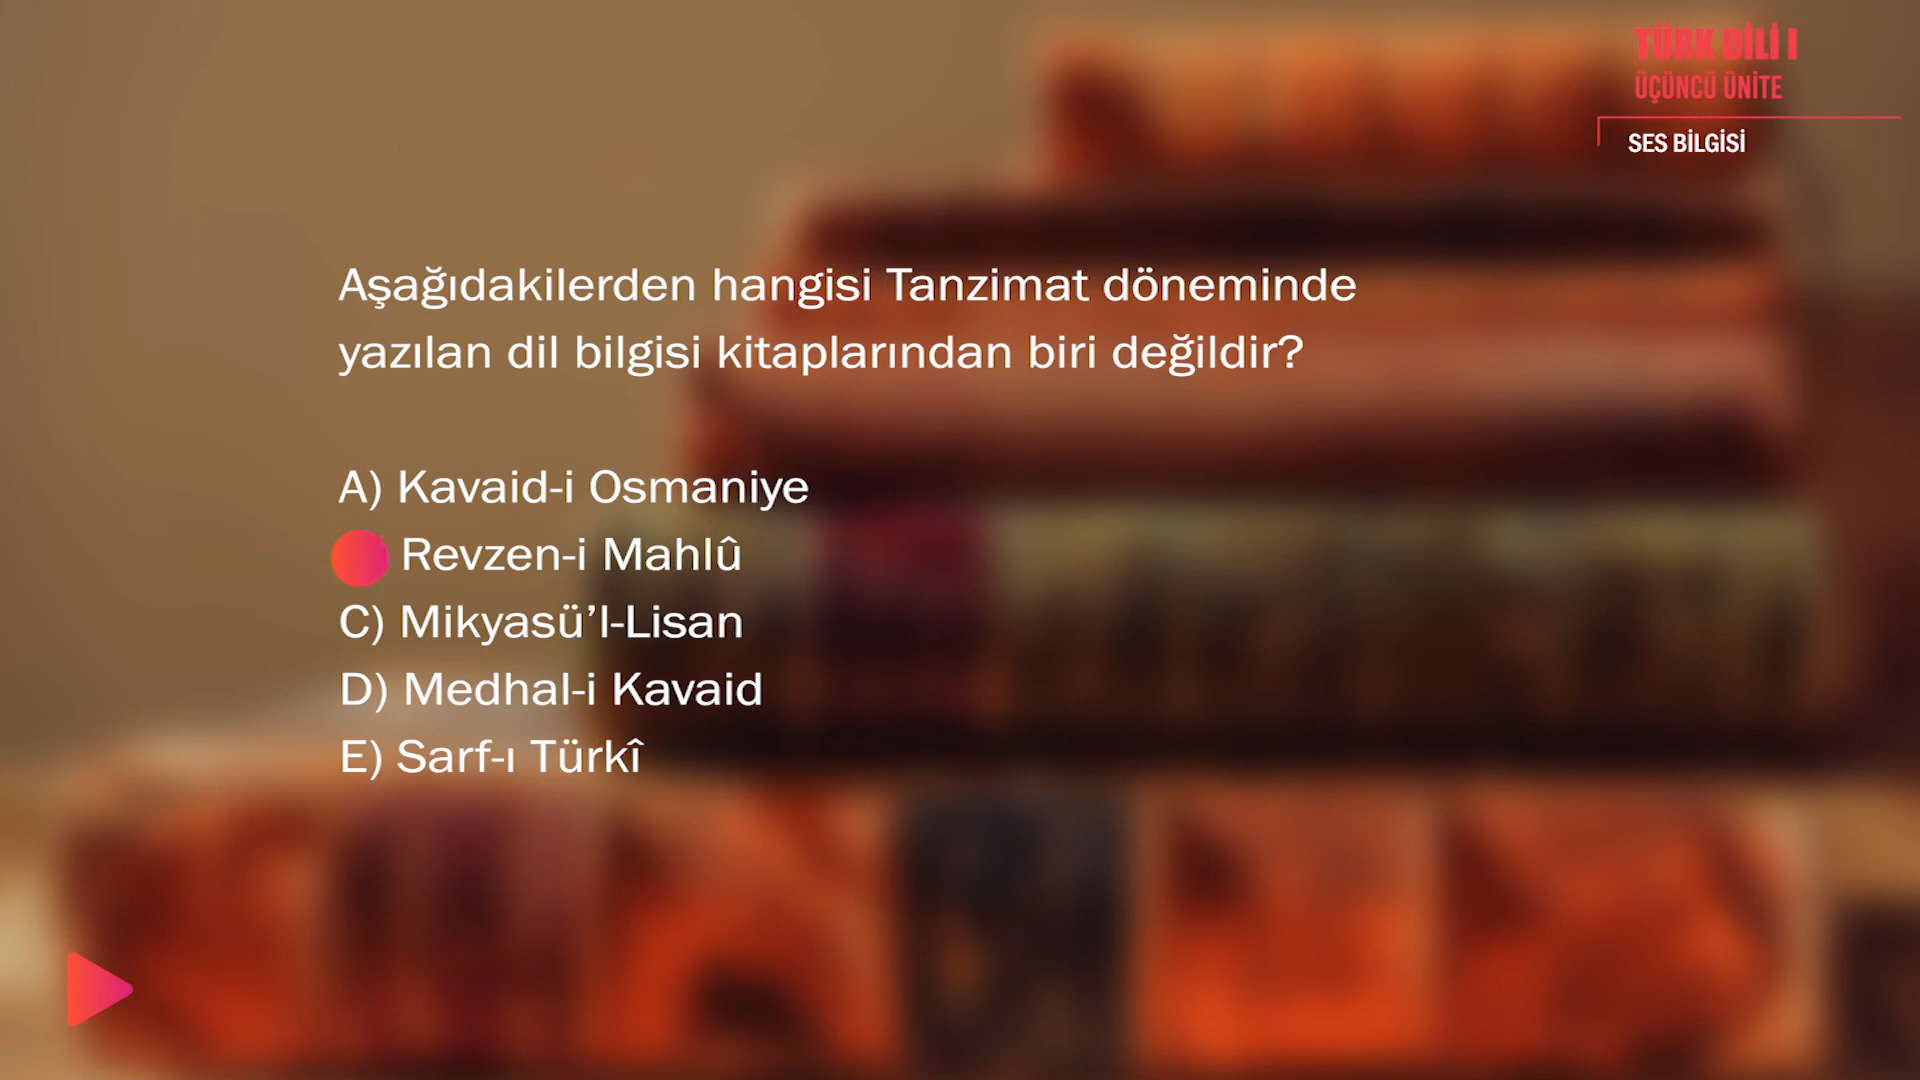 TÜRK DİLİ I
ÜÇÜNCÜ ÜNİTE
SES BİLGİSİ
Aşağıdakilerden hangisi Tanzimat döneminde
yazılan dil bilgisi kitaplarından biri değildir?
A) Kavaid-i Osmaniye
Revzen-i Mahlû
C) Mikyasü’l-Lisan
D) Medhal-i Kavaid
E) Sarf-ı Türkî